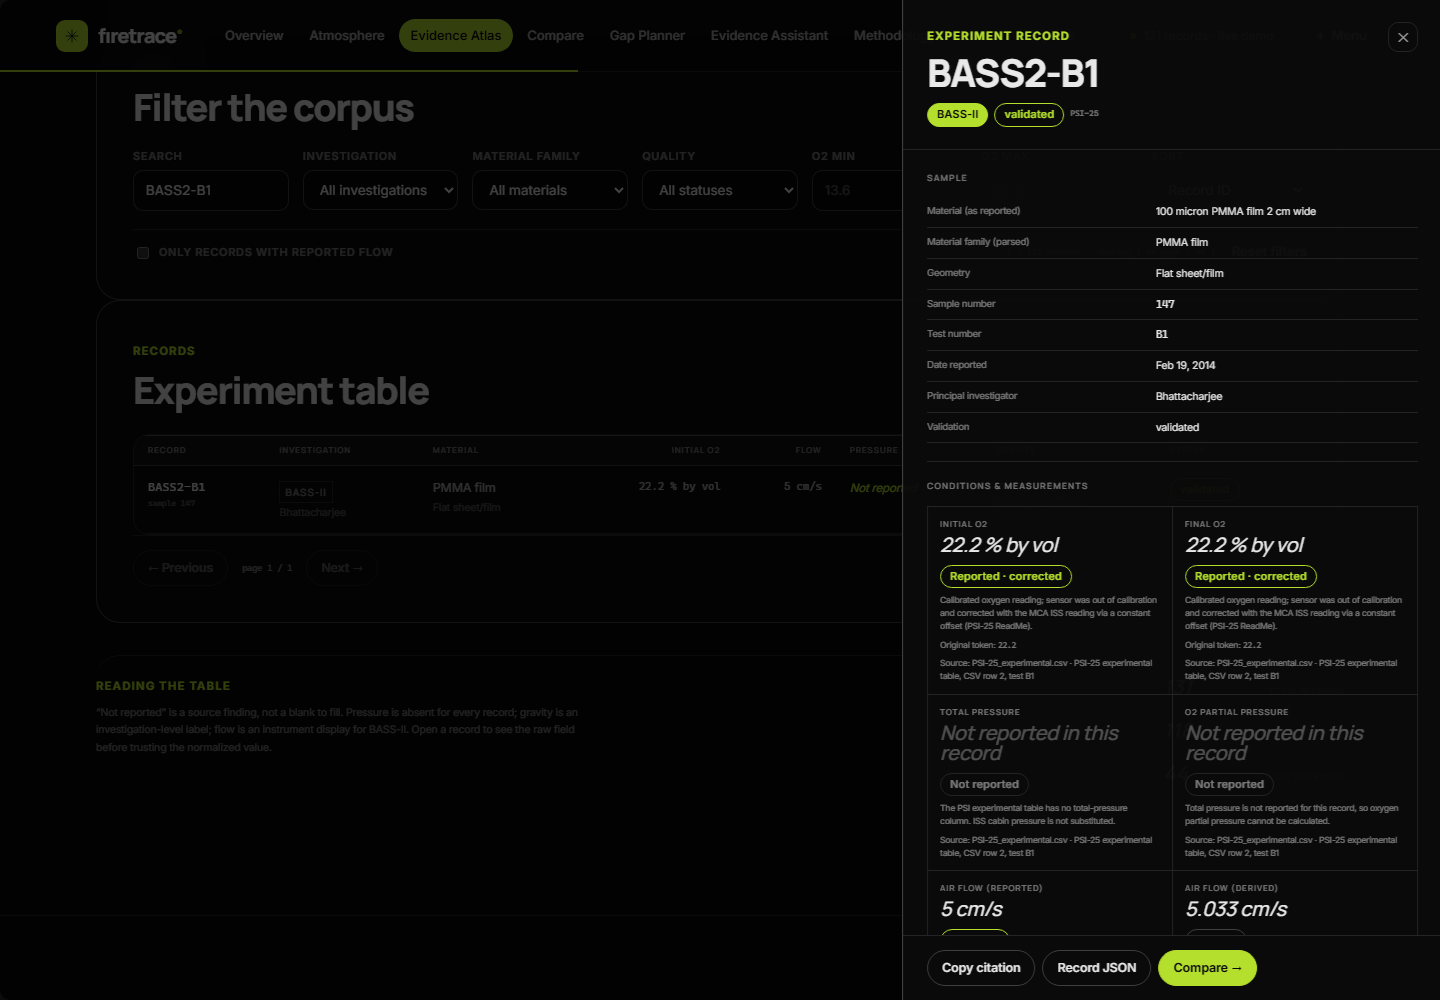 firetrace
Overview
Atmosphere
Evidence Atlas
Compare
Gap Planner
Evidence Assistant
Filter the corpus
SEARCH
INVESTIGATION
MATERIAL FAMILY
QUALITY
O2 MIN
BASS2-B1
All investigations
All materials
All statuses
13.6
ONLY RECORDS WITH REPORTED FLOW
RECORDS
Experiment table
RECORD
INVESTIGATION
MATERIAL
INITIAL O2
FLOW
PRESSURE
BASS2-B1
BASS-II
PMMA film
22.2 % by vol
5 cm/s
sample 147
Bhattacharjee
Flat sheet/film
← Previous
page 1 / 1
Next →
READING THE TABLE
"Not reported" is a source finding, not a blank to fill. Pressure is absent for every record; gravity is an
investigation-level label; flow is an instrument display for BASS-II. Open a record to see the raw field
before trusting the normalized value.
EXPERIMENT RECORD
BASS2-B1
BASS-II
validated
PSI-25
SAMPLE
Material (as reported)
100 micron PMMA film 2 cm wide
Material family (parsed)
PMMA film
Geometry
Flat sheet/film
Sample number
147
Test number
B1
Date reported
Feb 19, 2014
Principal investigator
Bhattacharjee
Validation
validated
CONDITIONS & MEASUREMENTS
INITIAL O2
22.2 % by vol
Reported · corrected
Calibrated oxygen reading; sensor was out of calibration
and corrected with the MCA ISS reading via a constant
offset (PSI-25 ReadMe).
Original token: 22.2
Source: PSI-25_experimental.csv · PSI-25 experimental
table, CSV row 2, test B1
FINAL O2
22.2 % by vol
Reported · corrected
Calibrated oxygen reading; sensor was out of calibration
and corrected with the MCA ISS reading via a constant
offset (PSI-25 ReadMe).
Original token: 22.2
Source: PSI-25_experimental.csv · PSI-25 experimental
table, CSV row 2, test B1
TOTAL PRESSURE
Not reported in this
record
Not reported
The PSI experimental table has no total-pressure
column. ISS cabin pressure is not substituted.
Source: PSI-25_experimental.csv · PSI-25 experimental
table, CSV row 2, test B1
O2 PARTIAL PRESSURE
Not reported in this
record
Not reported
Total pressure is not reported for this record, so oxygen
partial pressure cannot be calculated.
Source: PSI-25_experimental.csv · PSI-25 experimental
table, CSV row 2, test B1
AIR FLOW (REPORTED)
5 cm/s
AIR FLOW (DERIVED)
5.033 cm/s
Copy citation
Record JSON
Compare →